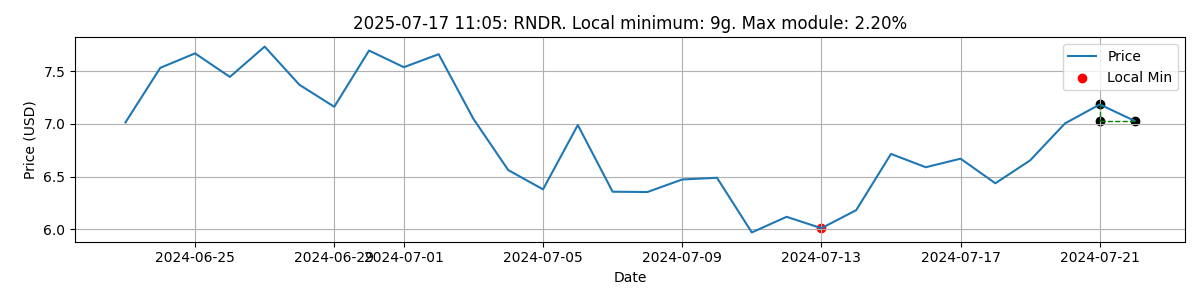 2025-07-17 11:05: RNDR. Local minimum: 9g. Max module: 2.20%
Price (USD)
7.5
7.0
6.5
6.0
Price
Local Min
2024-06-25 2024-06-29 2024-07-01 2024-07-05 2024-07-09 2024-07-13 2024-07-17 2024-07-21
Date